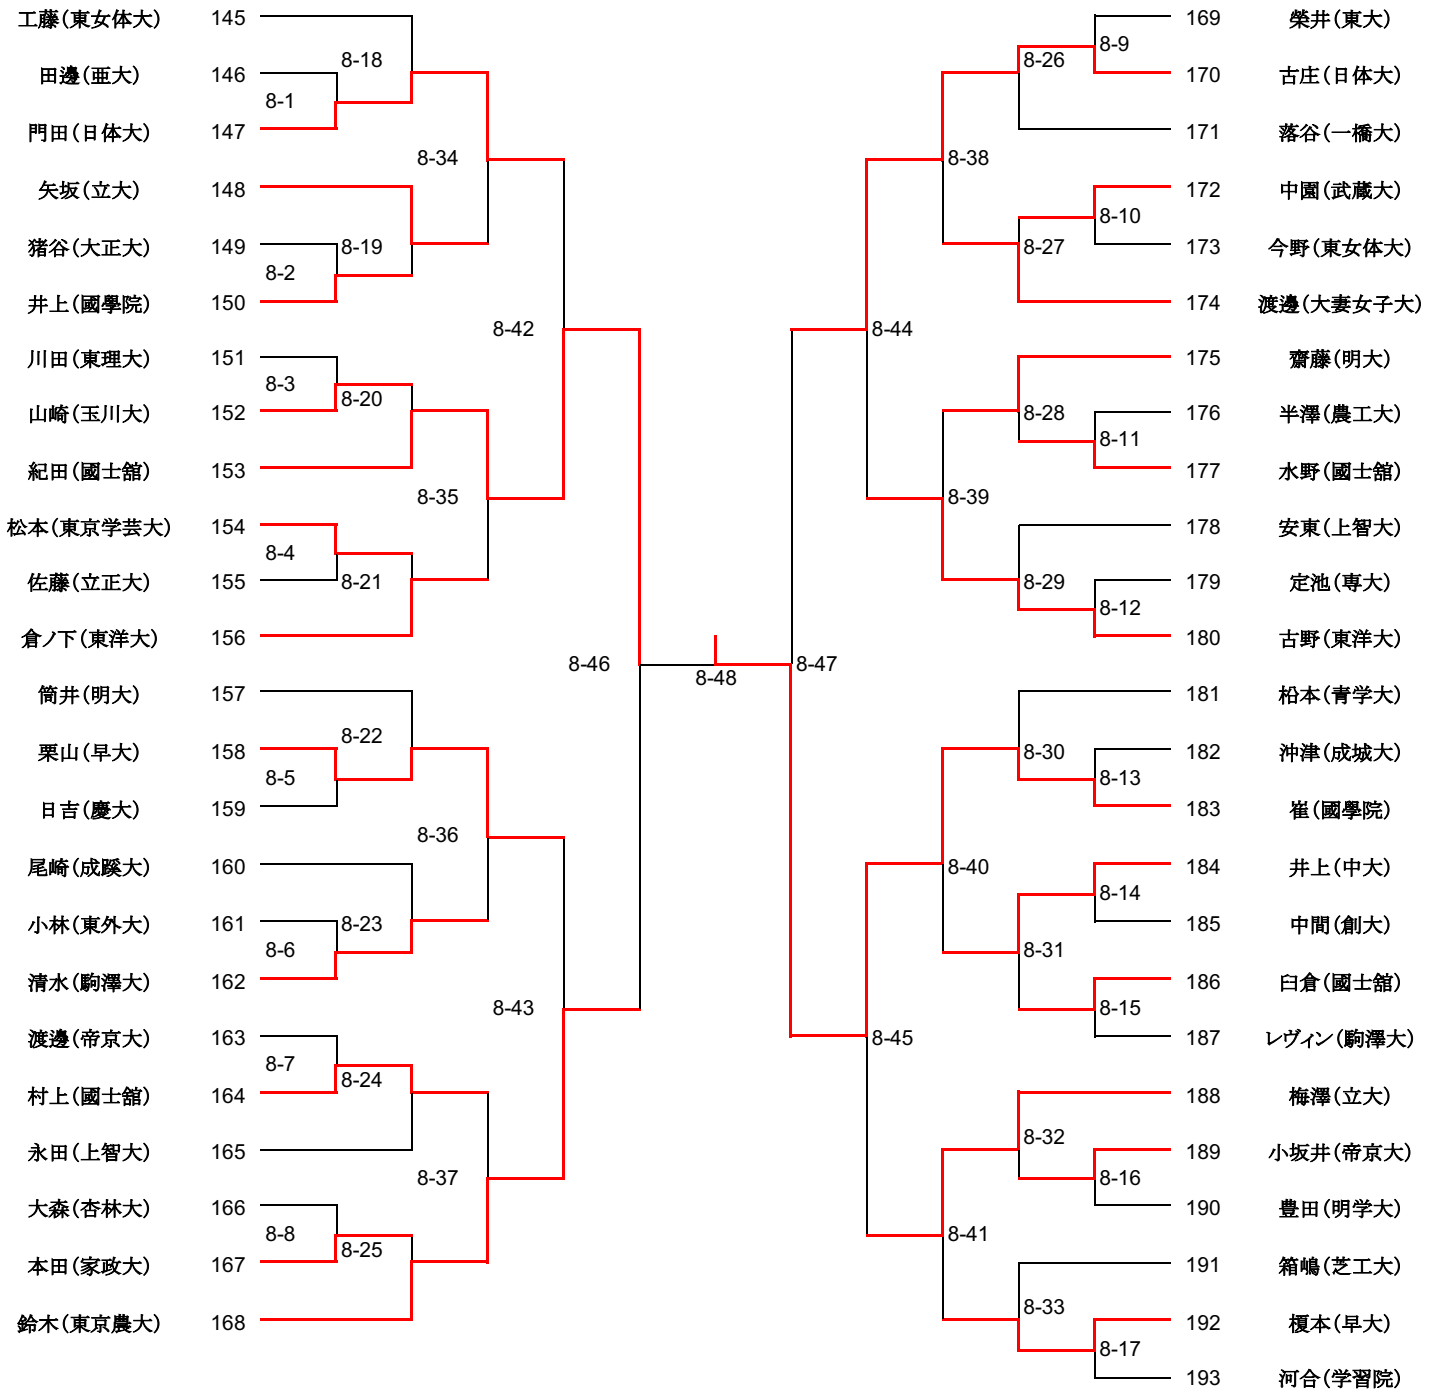 工藤（東女体大） 145
田邊（亜大） 146
門田（日体大） 147
矢坂（立大） 148
猪谷（大正大） 149
井上（國學院） 150
川田（東理大） 151
山崎（玉川大） 152
紀田（國士舘） 153
松本（東京学芸大） 154
佐藤（立正大） 155
倉ノ下（東洋大） 156
筒井（明大） 157
栗山（早大） 158
日吉（慶大） 159
尾崎（成蹊大） 160
小林（東外大） 161
清水（駒澤大） 162
渡邊（帝京大） 163
村上（國士舘） 164
永田（上智大） 165
大森（杏林大） 166
本田（家政大） 167
鈴木（東京農大） 168
8-1
8-2
8-3
8-4
8-5
8-6
8-7
8-8
8-18
8-19
8-20
8-21
8-22
8-23
8-24
8-25
8-34
8-35
8-36
8-37
8-42
8-43
8-46
8-48
8-47
8-44
8-45
8-38
8-39
8-40
8-41
8-26
8-27
8-28
8-29
8-30
8-31
8-32
8-33
8-9
8-10
8-11
8-12
8-13
8-14
8-15
8-16
8-17
169 榮井（東大）
170 古庄（日体大）
171 落谷（一橋大）
172 中園（武蔵大）
173 今野（東女体大）
174 渡邊（大妻女子大）
175 齋藤（明大）
176 半澤（農工大）
177 水野（國士舘）
178 安東（上智大）
179 定池（専大）
180 古野（東洋大）
181 枩本（青学大）
182 沖津（成城大）
183 崔（國學院）
184 井上（中大）
185 中間（創大）
186 臼倉（國士舘）
187 レヴィン（駒澤大）
188 梅澤（立大）
189 小坂井（帝京大）
190 豊田（明学大）
191 箱嶋（芝工大）
192 榎本（早大）
193 河合（学習院）